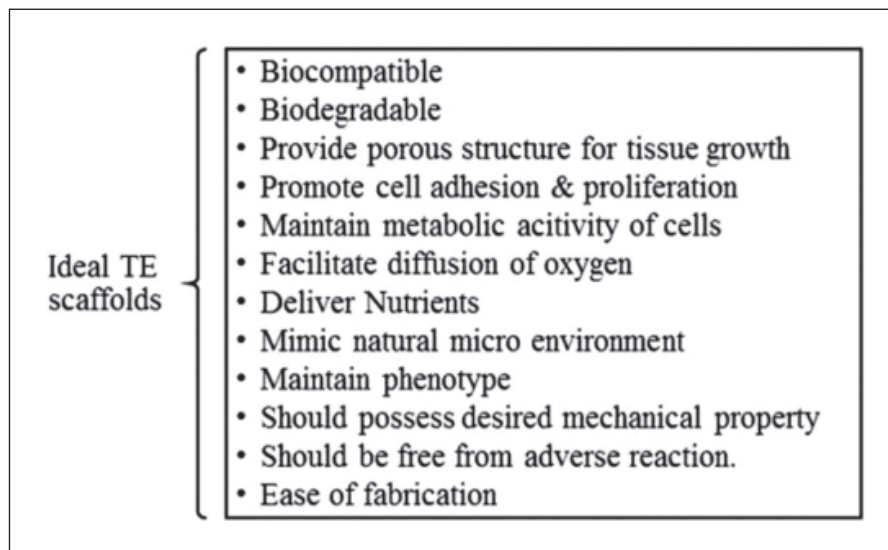 Ideal TE
scaffolds
• Biocompatible
• Biodegradable
• Provide porous structure for tissue growth
• Promote cell adhesion & proliferation
• Maintain metabolic acitivity of cells
• Facilitate diffusion of oxygen
• Deliver Nutrients
• Mimic natural micro environment
• Maintain phenotype
• Should possess desired mechanical property
• Should be free from adverse reaction.
• Ease of fabrication